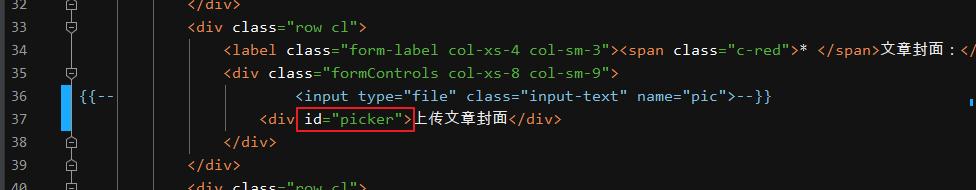 32 </div>
33 <div class="row cl">
34 <label class="form-label col-xs-4 col-sm-3"><span class="c-red">* </span>文章封面：</
35 <div class="formControls col-xs-8 col-sm-9">
36 {{-- <input type="file" class="input-text" name="pic">--}}
37 <div id="picker">上传文章封面</div>
38 </div>
39 </div>
40 <div class="row cl">